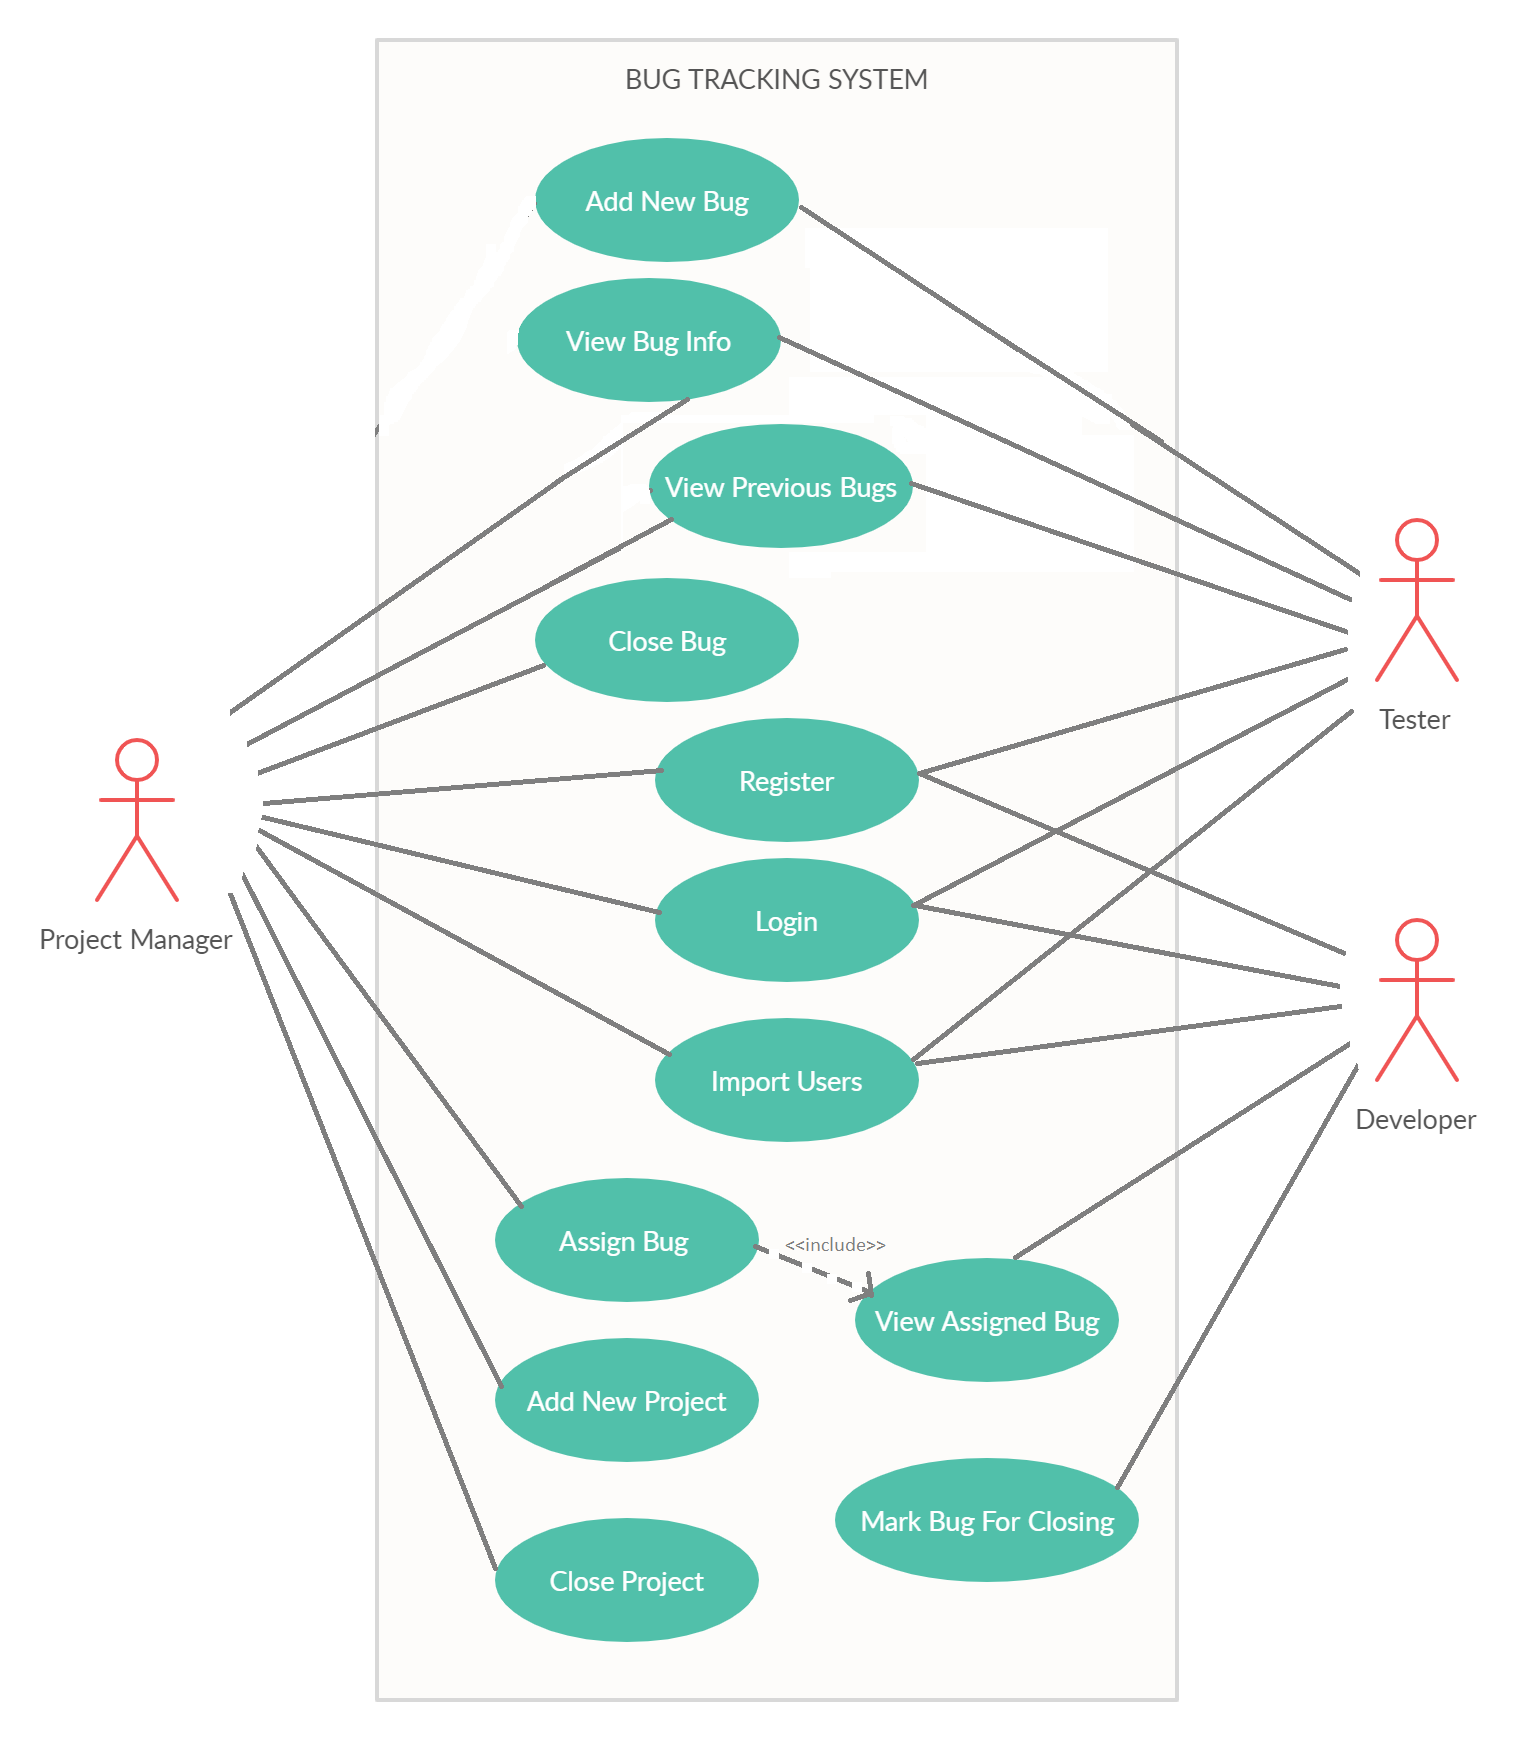 BUG TRACKING SYSTEM
Add New Bug
View Bug Info
View Previous Bugs
Close Bug
Tester
Register
Project Manager
Login
Import Users
Developer
Assign Bug
<<include>>
View Assigned Bug
Add New Project
Mark Bug For Closing
Close Project